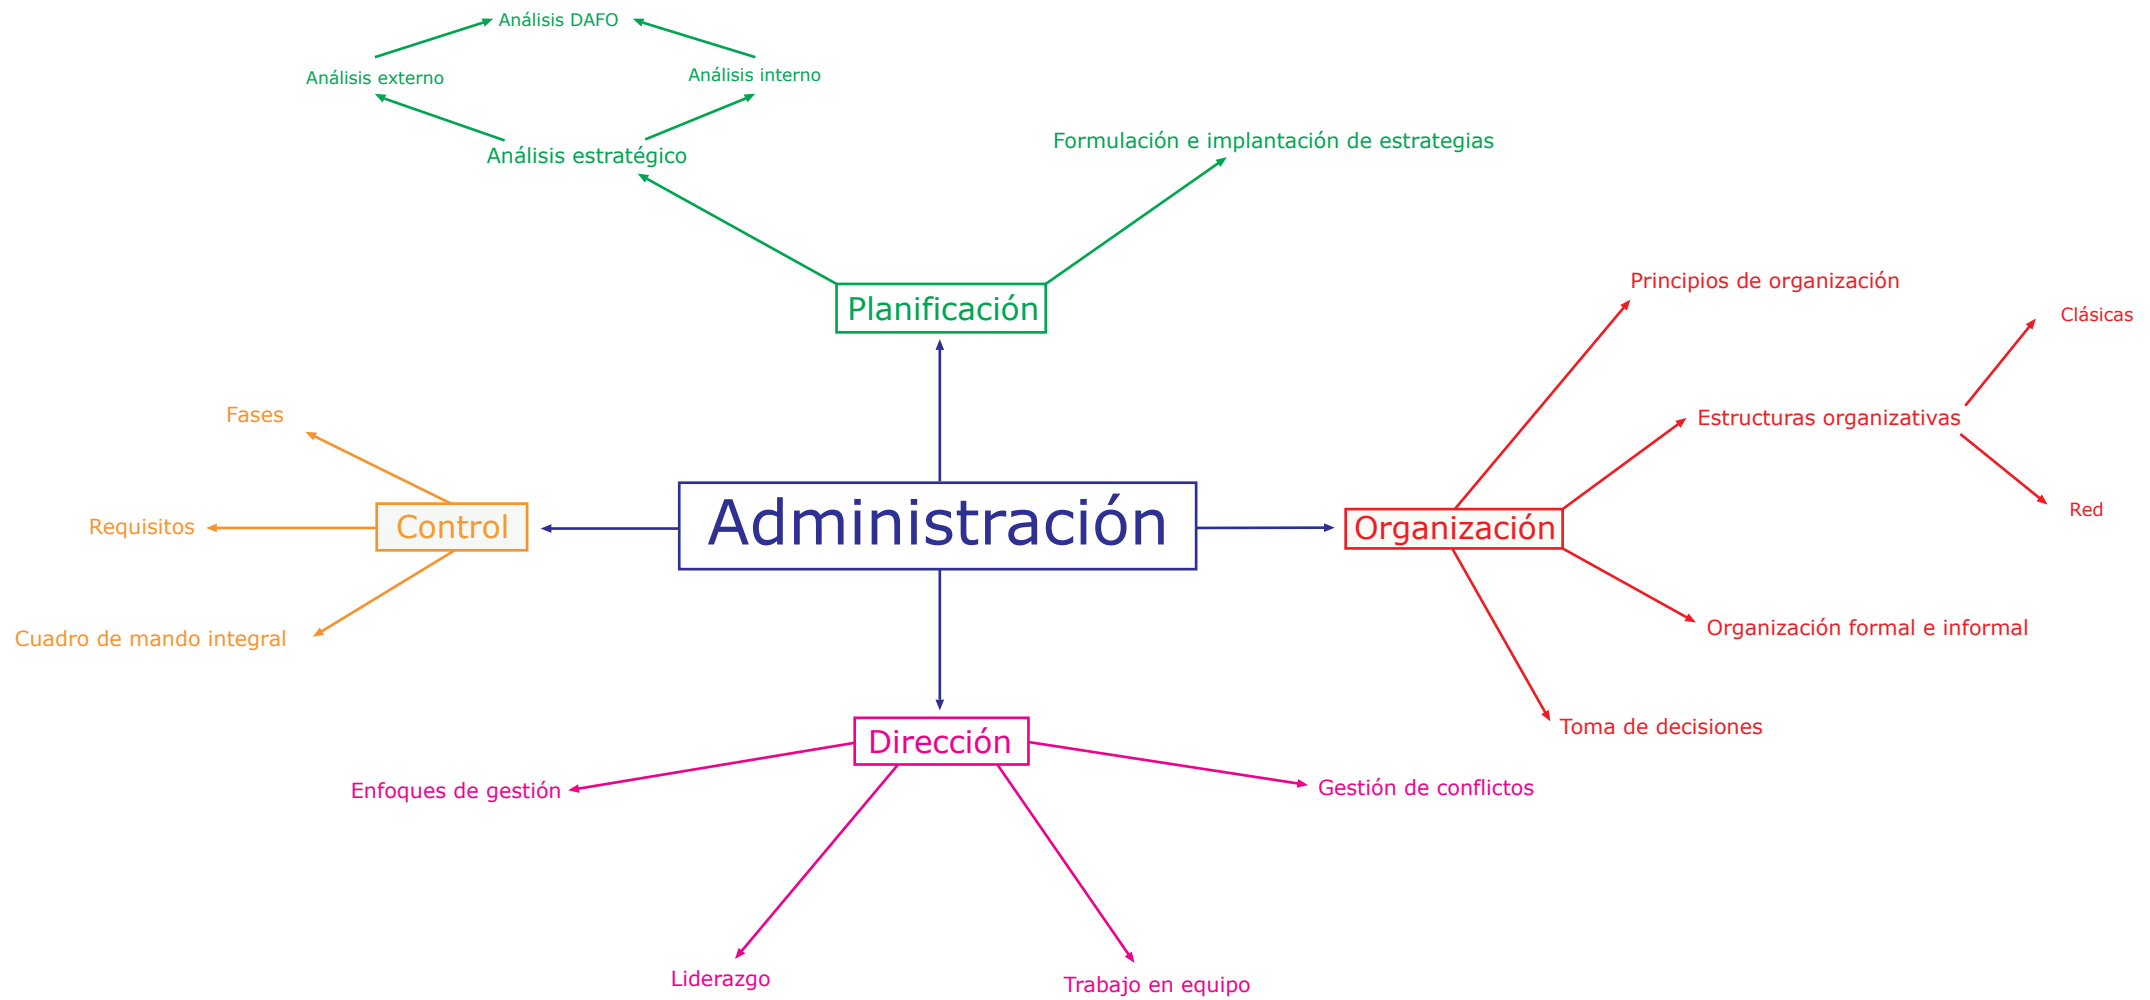 Análisis DAFO
Análisis externo
Análisis interno
Análisis estratégico
Formulación e implantación de estrategias
Planificación
Principios de organización
Clásicas
Estructuras organizativas
Red
Fases
Requisitos
Control
Cuadro de mando integral
Administración
Organización
Organización formal e informal
Toma de decisiones
Dirección
Enfoques de gestión
Gestión de conflictos
Liderazgo
Trabajo en equipo